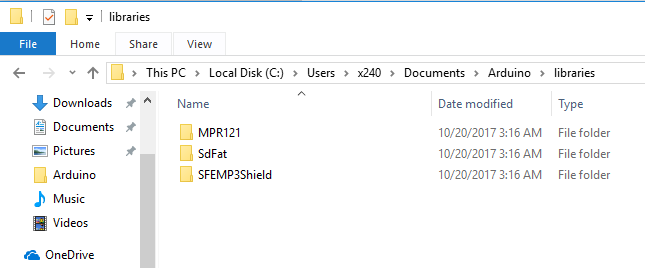 libraries
File Home Share View
This PC > Local Disk (C:) > Users > x240 > Documents > Arduino > libraries
Downloads
Documents
Pictures
Arduino
Music
Videos
OneDrive
Name Date modified Type
MPR121 10/20/2017 3:16 AM File folder
SdFat 10/20/2017 3:16 AM File folder
SFEMP3Shield 10/20/2017 3:16 AM File folder